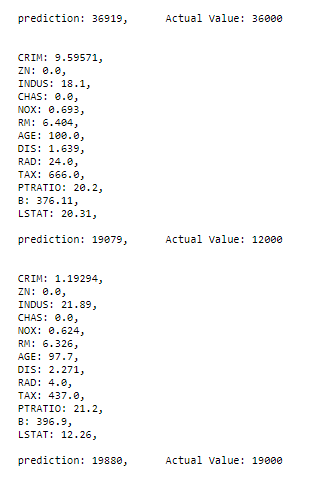 prediction: 36919, Actual Value: 36000
CRIM: 9.59571,
ZN: 0.0,
INDUS: 18.1,
CHAS: 0.0,
NOX: 0.693,
RM: 6.404,
AGE: 100.0,
DIS: 1.639,
RAD: 24.0,
TAX: 666.0,
PTRATIO: 20.2,
B: 376.11,
LSTAT: 20.31,
prediction: 19079, Actual Value: 12000
CRIM: 1.19294,
ZN: 0.0,
INDUS: 21.89,
CHAS: 0.0,
NOX: 0.624,
RM: 6.326,
AGE: 97.7,
DIS: 2.271,
RAD: 4.0,
TAX: 437.0,
PTRATIO: 21.2,
B: 396.9,
LSTAT: 12.26,
prediction: 19880, Actual Value: 19000